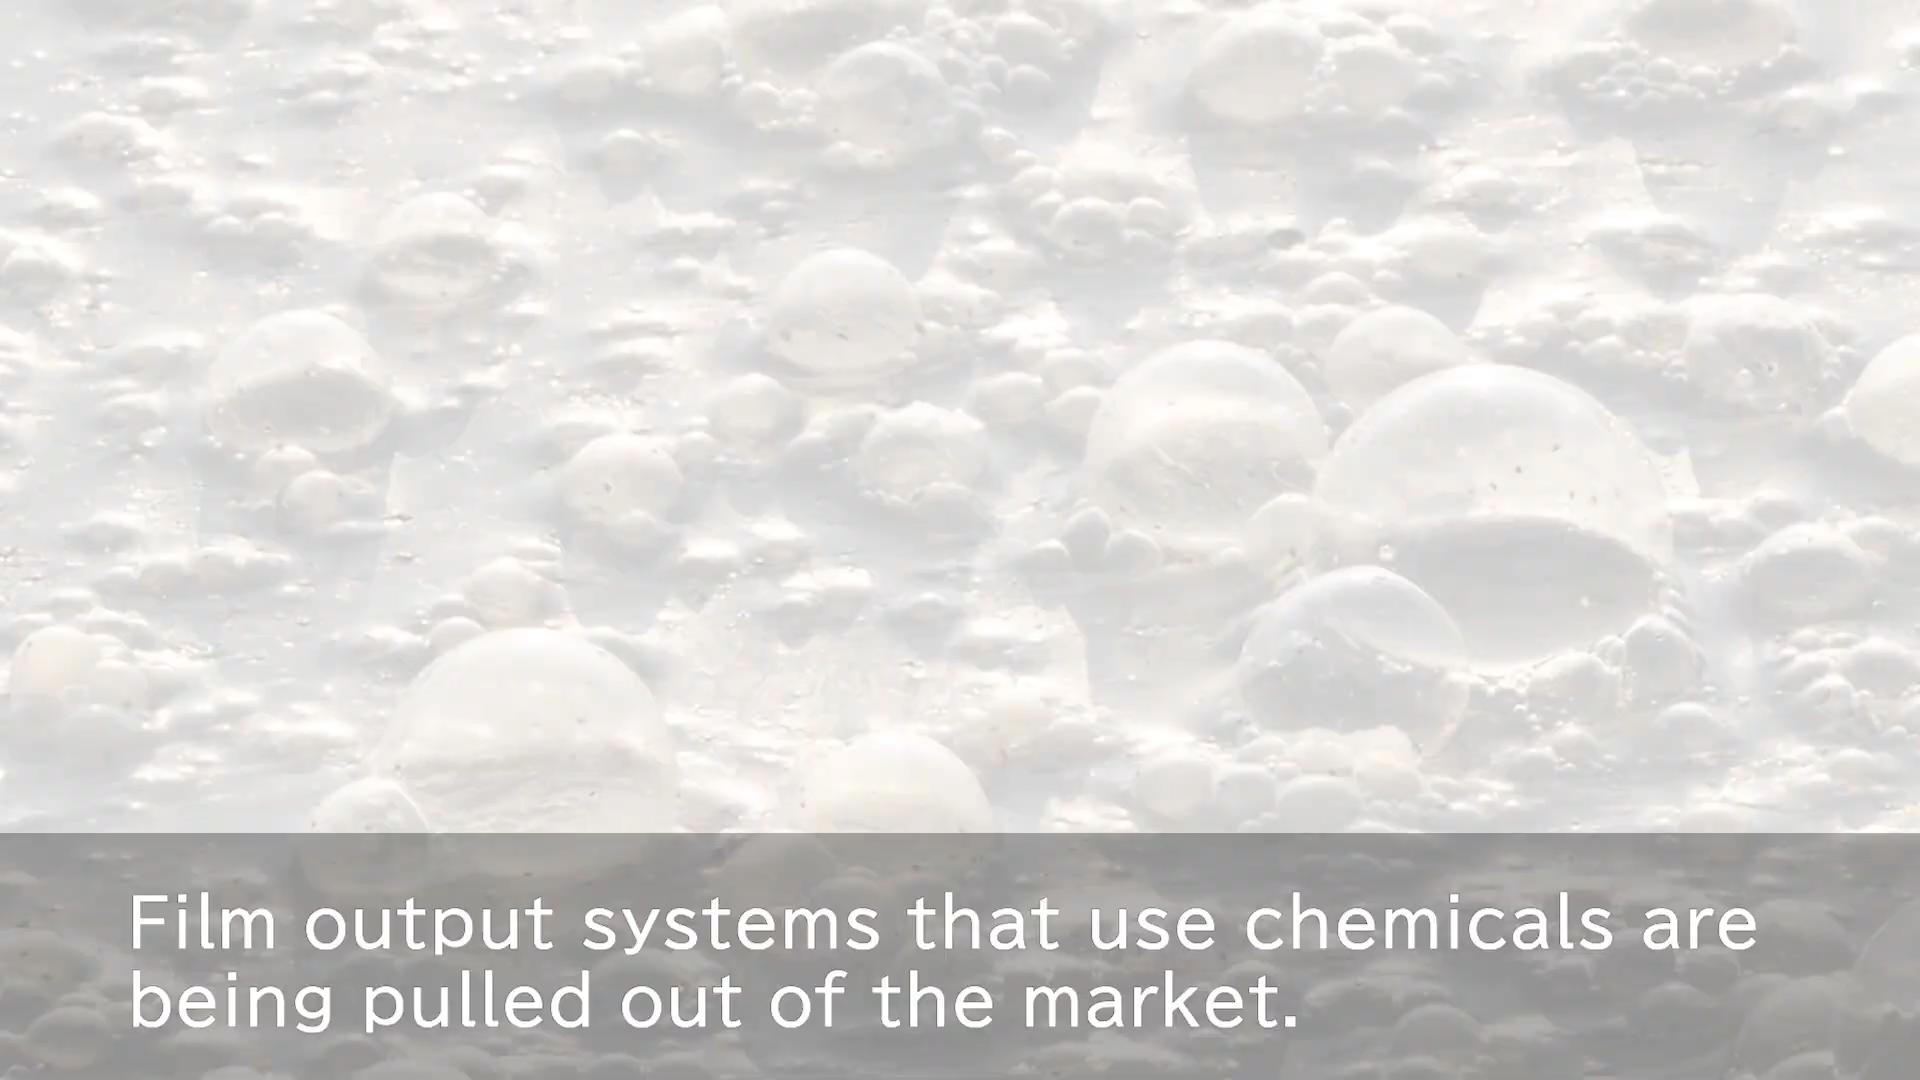 Film output systems that use chemicals are
being pulled out of the market.